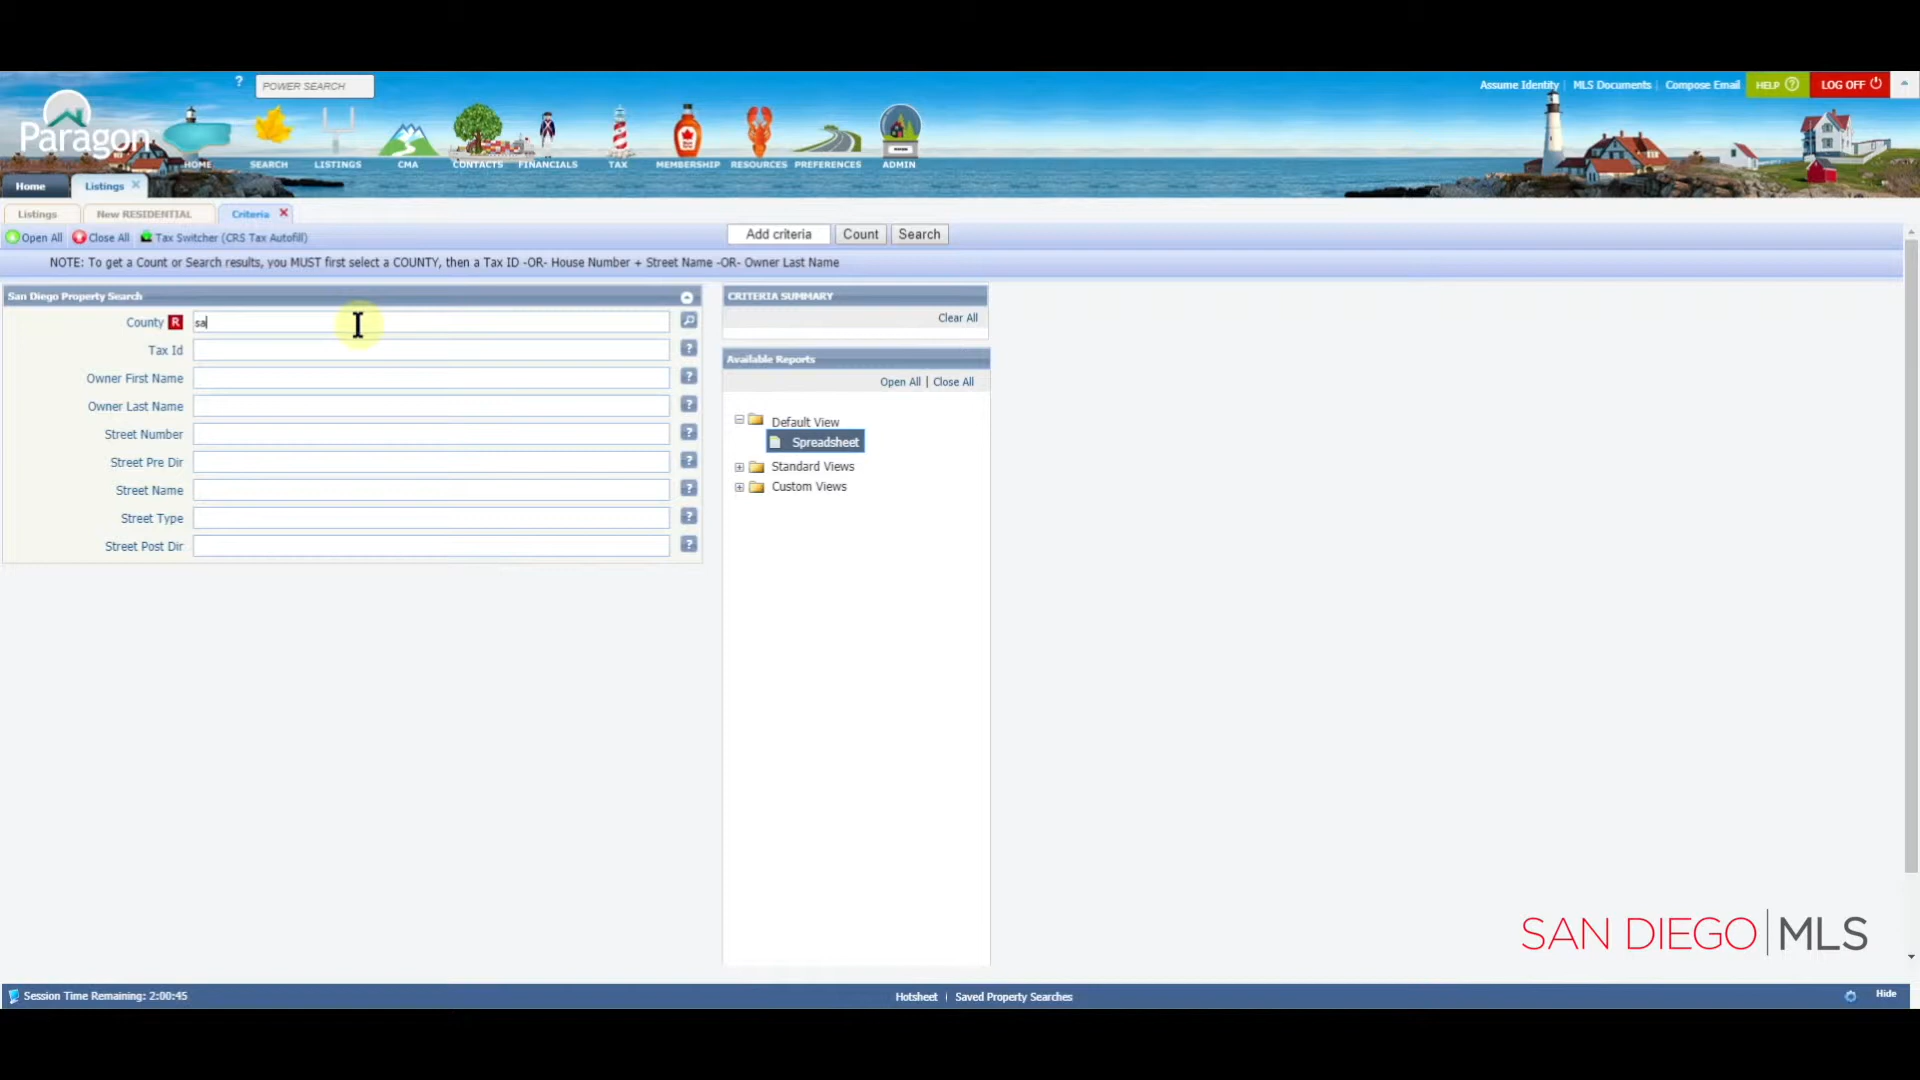 ? POWER SEARCH Assume Identity | MLS Documents | Compose Email HELP ? LOG OFF
Paragon
HOME SEARCH LISTINGS CMA CONTACTS FINANCIALS TAX MEMBERSHIP RESOURCES PREFERENCES ADMIN
Home Listings
Listings New RESIDENTIAL Criteria
Open All Close All Tax Switcher (CRS Tax Autofill) Add criteria Count Search
NOTE: To get a Count or Search results, you MUST first select a COUNTY, then a Tax ID -OR- House Number + Street Name -OR- Owner Last Name
San Diego Property Search
County R sa
Tax Id ?
Owner First Name ?
Owner Last Name ?
Street Number ?
Street Pre Dir ?
Street Name ?
Street Type ?
Street Post Dir ?
CRITERIA SUMMARY
Clear All
Available Reports
Open All | Close All
Default View
Spreadsheet
Standard Views
Custom Views
SAN DIEGO | MLS
Session Time Remaining: 2:00:45 Hotsheet | Saved Property Searches Hide